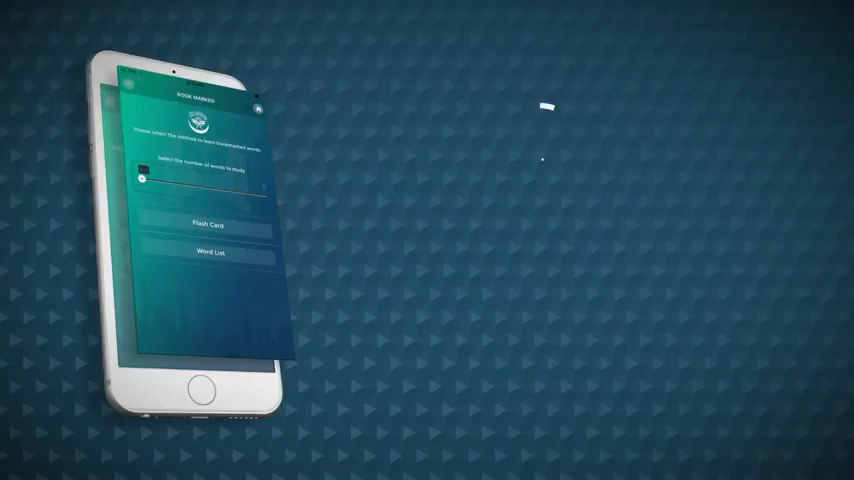 BOOK MARKED
Please select the method to learn bookmarked words
Select the number of words to study
Flash Card
Word List